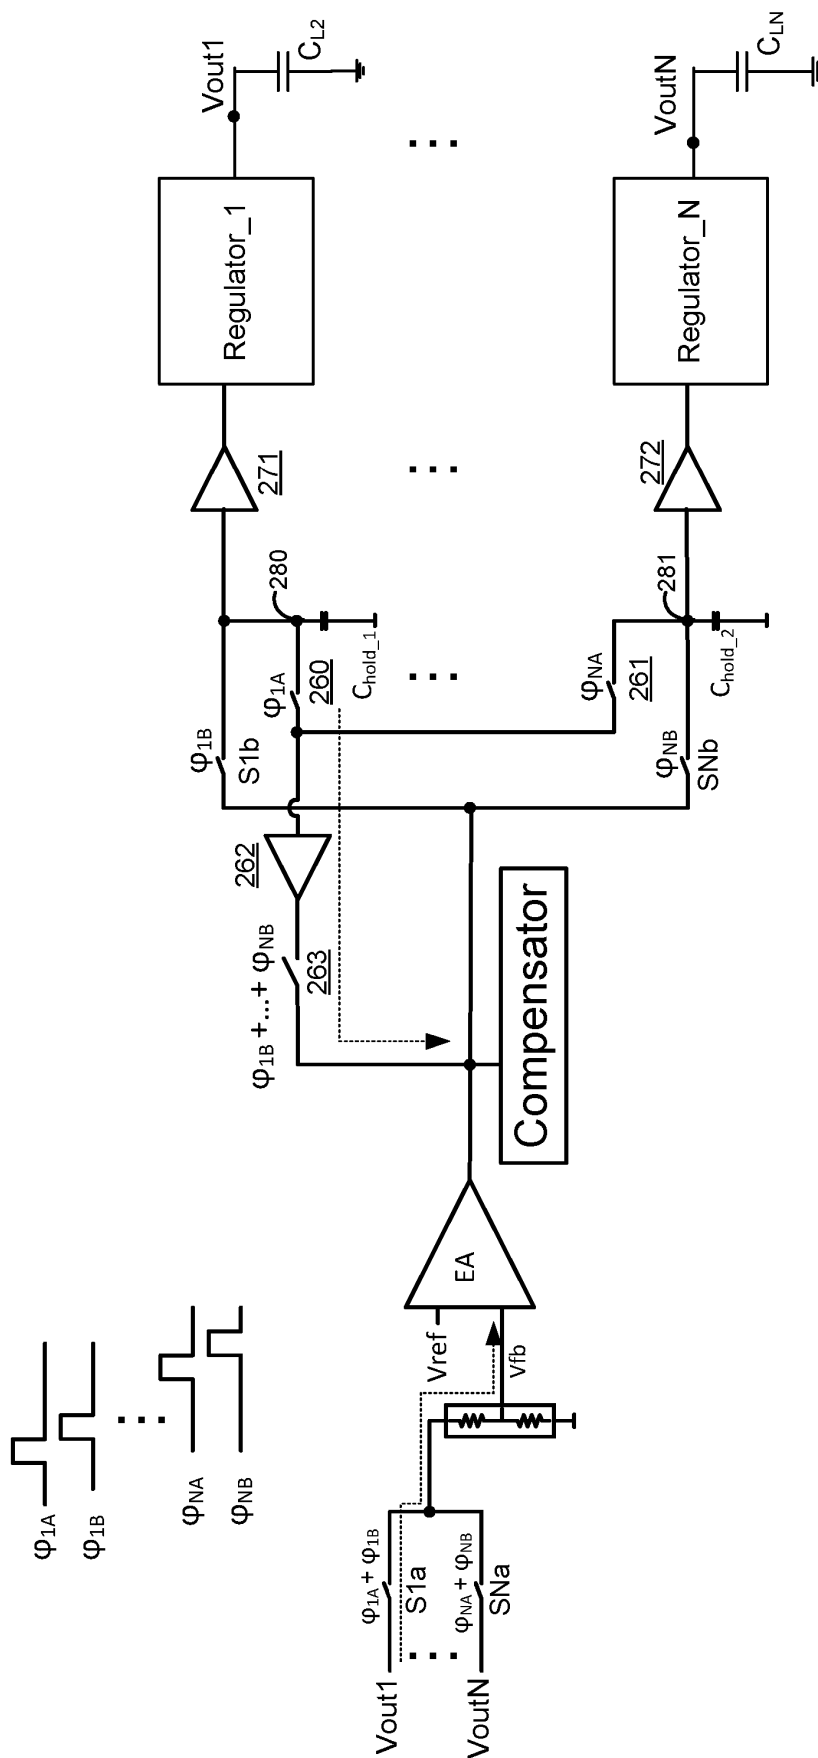 φ1A
φ1B
...
φNA
φNB
φ1A + φ1B
Vout1
S1a
...
φNA + φNB
VoutN
SNa
Vref
Vfb
EA
Compensator
φ1B +...+ φNB
263
262
φ1B
S1b
φ1A
260
280
Chold_1
271
Regulator_1
Vout1
CL2
...
...
...
φNA
261
φNB
SNb
281
Chold_2
272
Regulator_N
VoutN
CLN